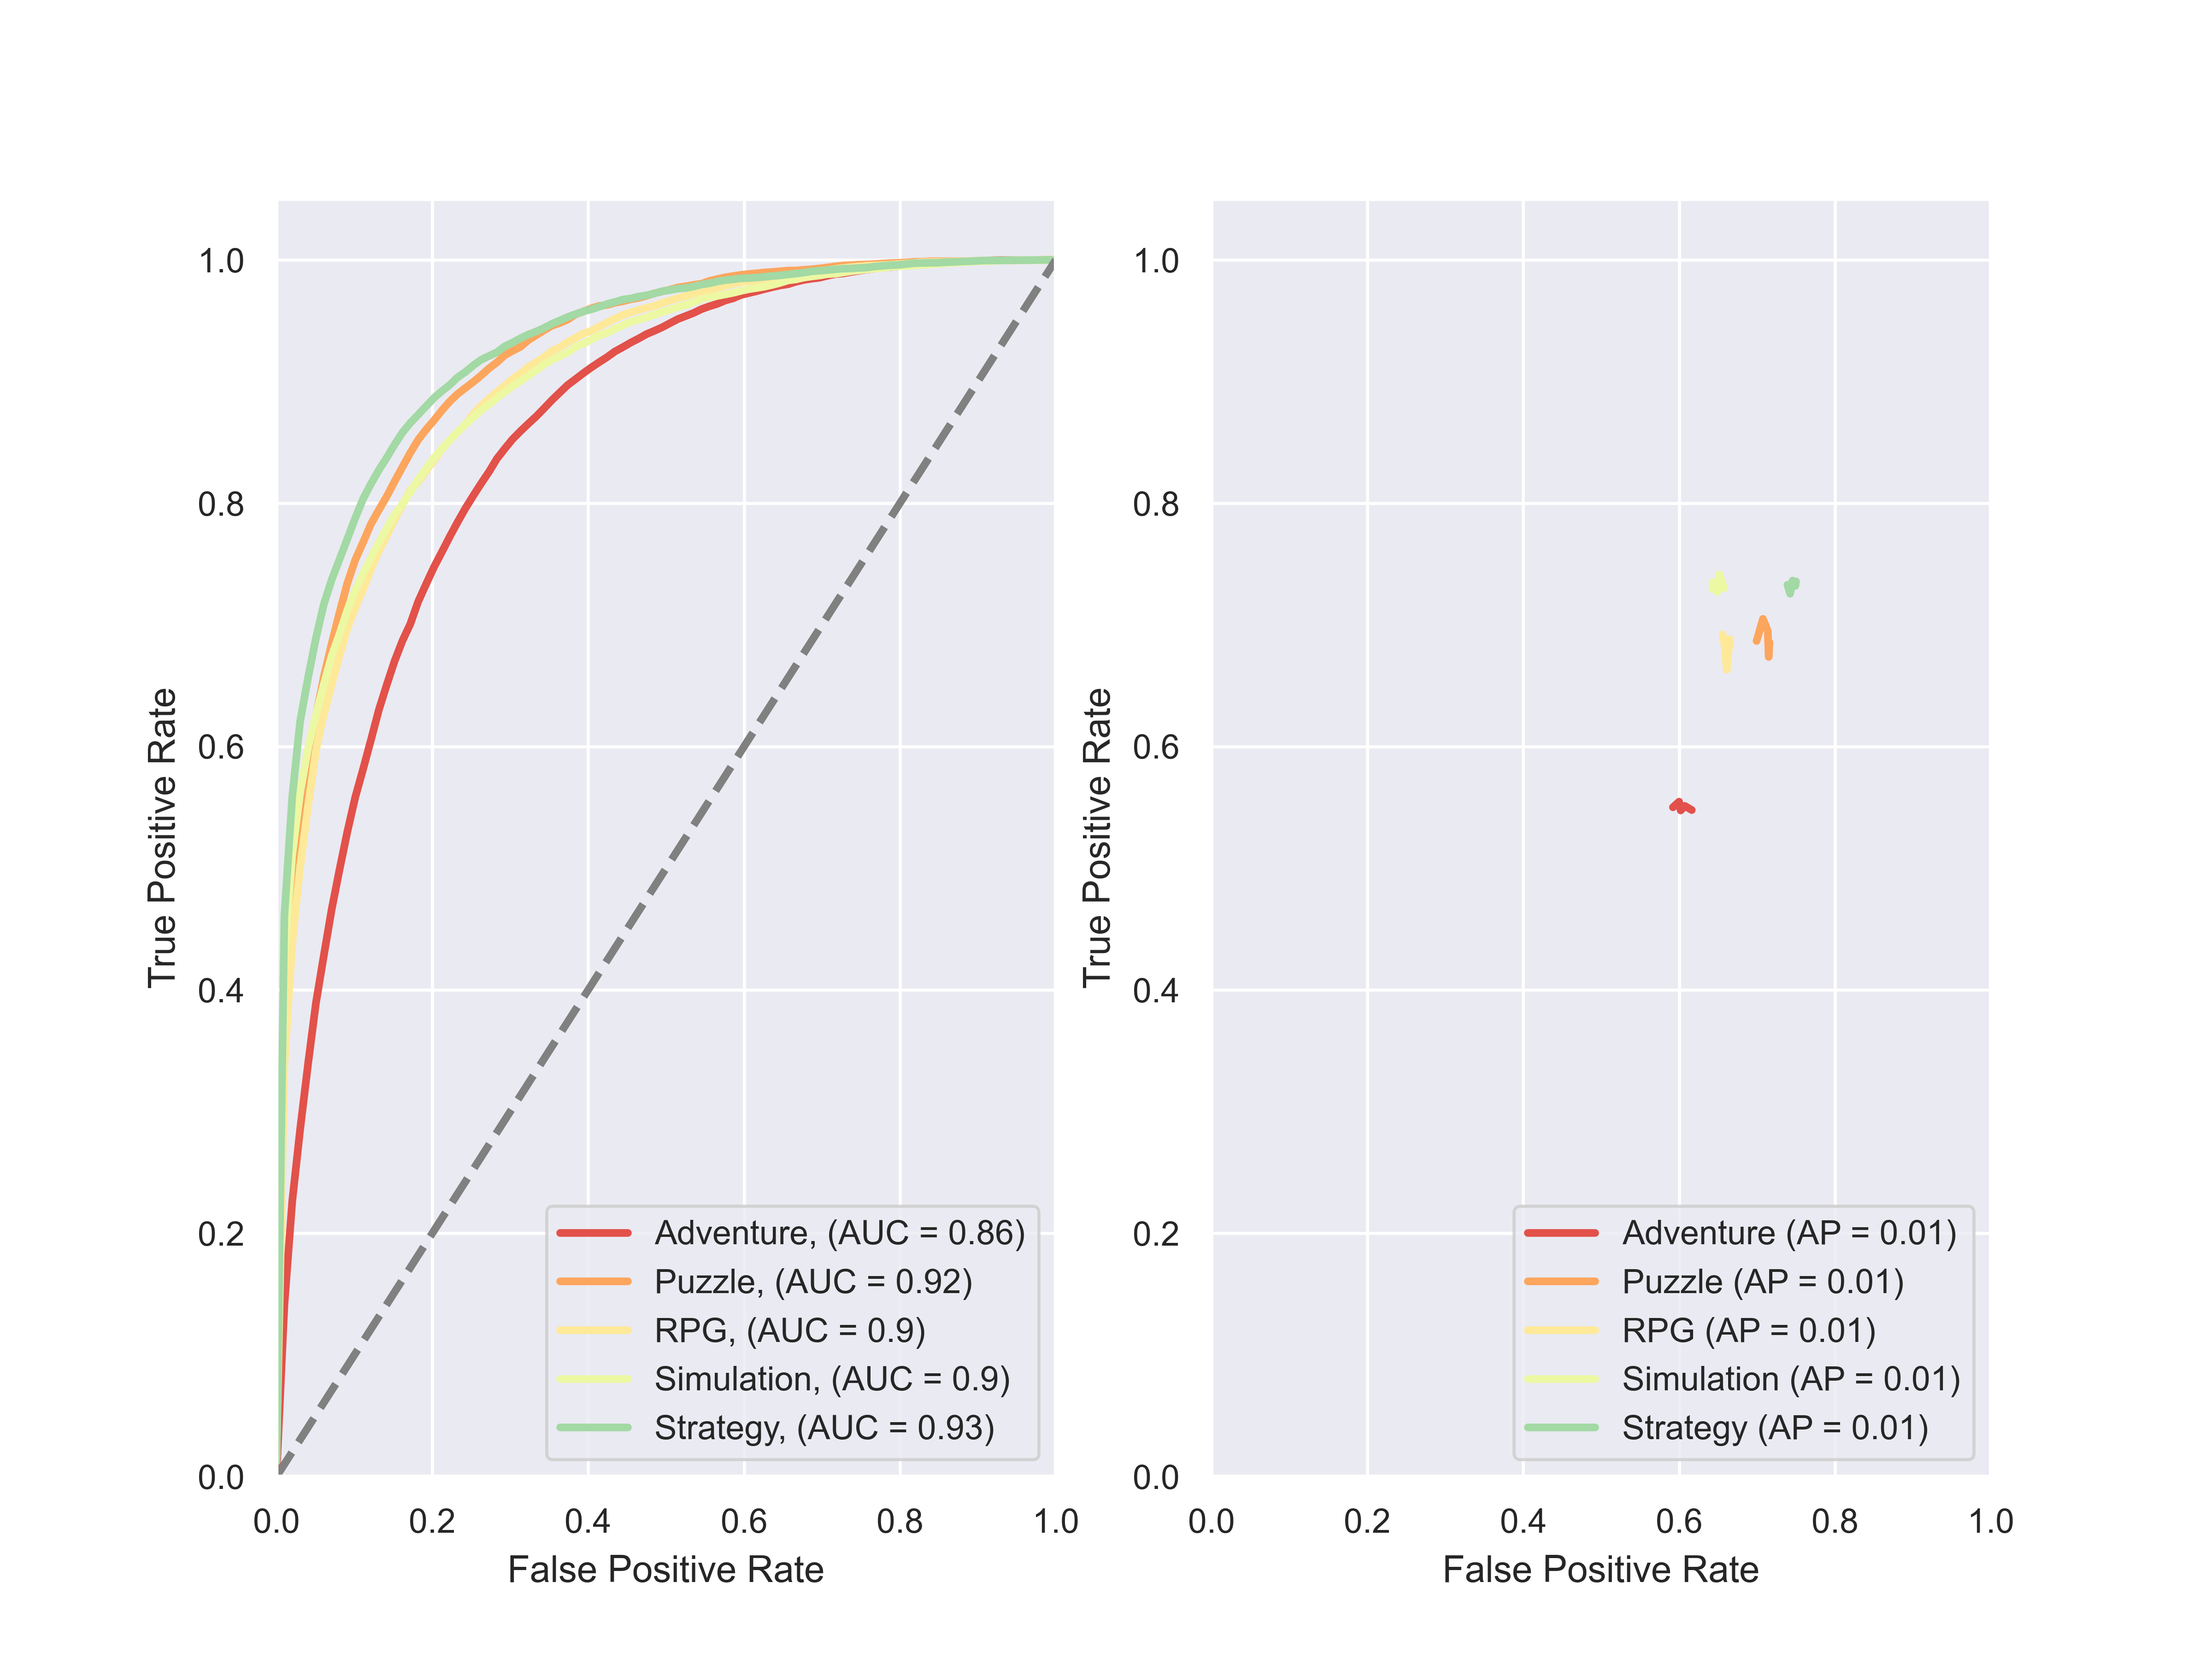 1.0
0.8
0.6
0.4
0.2
0.0
True Positive Rate
0.0 0.2 0.4 0.6 0.8 1.0
False Positive Rate
Adventure, (AUC = 0.86)
Puzzle, (AUC = 0.92)
RPG, (AUC = 0.9)
Simulation, (AUC = 0.9)
Strategy, (AUC = 0.93)
1.0
0.8
0.6
0.4
0.2
0.0
True Positive Rate
0.0 0.2 0.4 0.6 0.8 1.0
False Positive Rate
Adventure (AP = 0.01)
Puzzle (AP = 0.01)
RPG (AP = 0.01)
Simulation (AP = 0.01)
Strategy (AP = 0.01)